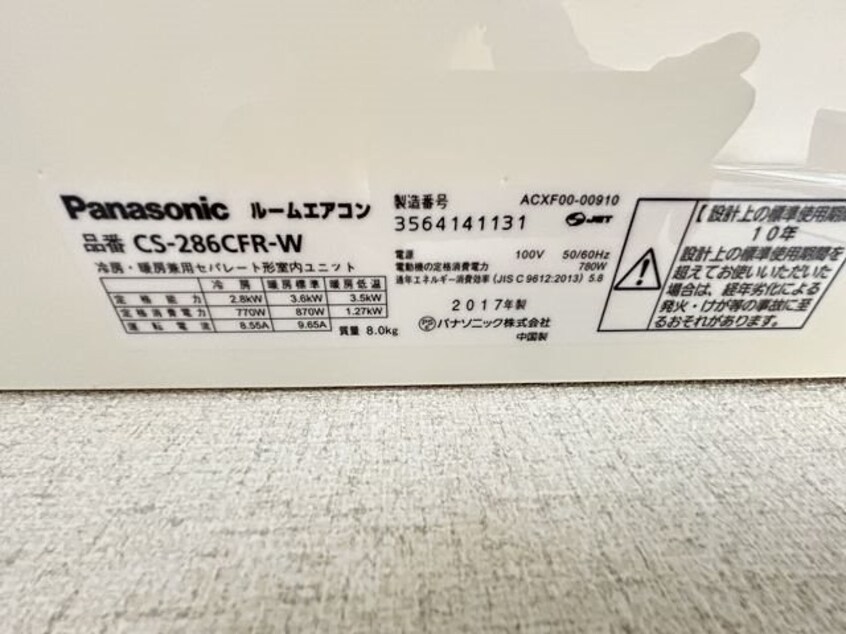 Panasonic ルームエアコン
品番 CS-286CFR-W
冷房・暖房兼用セパレート形室内ユニット
冷房 暖房標準 暖房低温
定格能力 2.8kW 3.6kW 3.5kW
定格消費電力 770W 870W 1.27kW
運転電流 8.55A 9.65A
質量 8.0kg
製造番号 ACXF00-00910
3564141131 JET
電源 100V 50/60Hz
電動機の定格消費電力 780W
通年エネルギー消費効率(JIS C 9612:2013) 5.8
2017年製
PS パナソニック株式会社
中国製
【設計上の標準使用期間
10年
設計上の標準使用期間を
超えてお使いいただいた
場合は、経年劣化による
発火・けが等の事故に至
るおそれがあります。